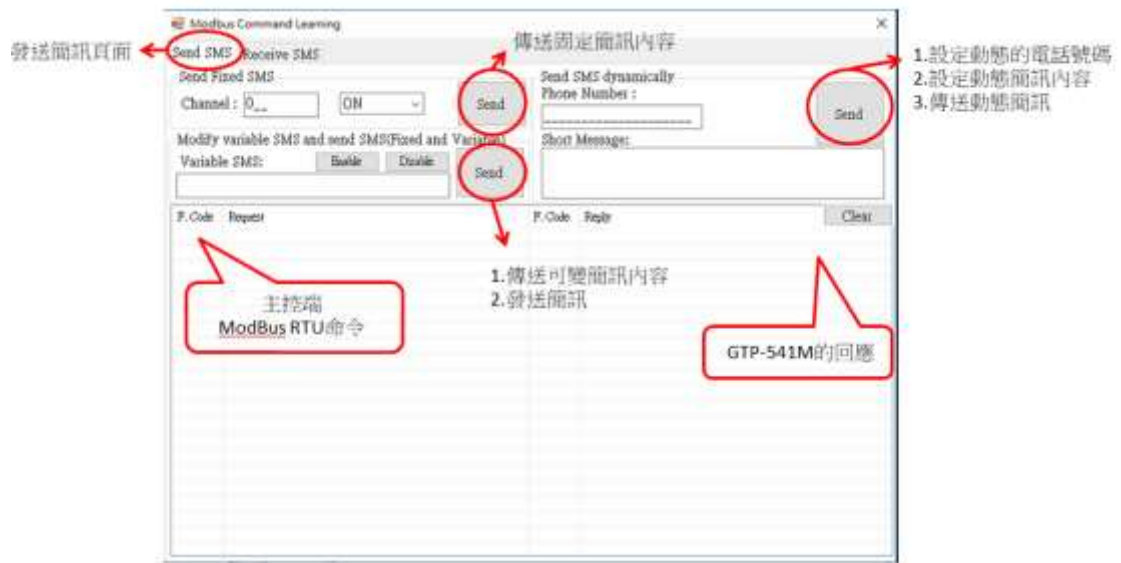 Modbus Command Learning
×
發送簡訊頁面
Send SMS
Receive SMS
傳送固定簡訊內容
Send Fixed SMS
Channel : 0__
ON
Send
Modify variable SMS and send SMS(Fixed and Variable)
Variable SMS:
Enable
Disable
Send
Send SMS dynamically
Phone Number :
Send
Short Message:
1.設定動態的電話號碼
2.設定動態簡訊內容
3.傳送動態簡訊
F. Code Request
F. Code Reply
Clear
1.傳送可變簡訊內容
2.發送簡訊
主控端
ModBus RTU命令
GTP-541M的回應